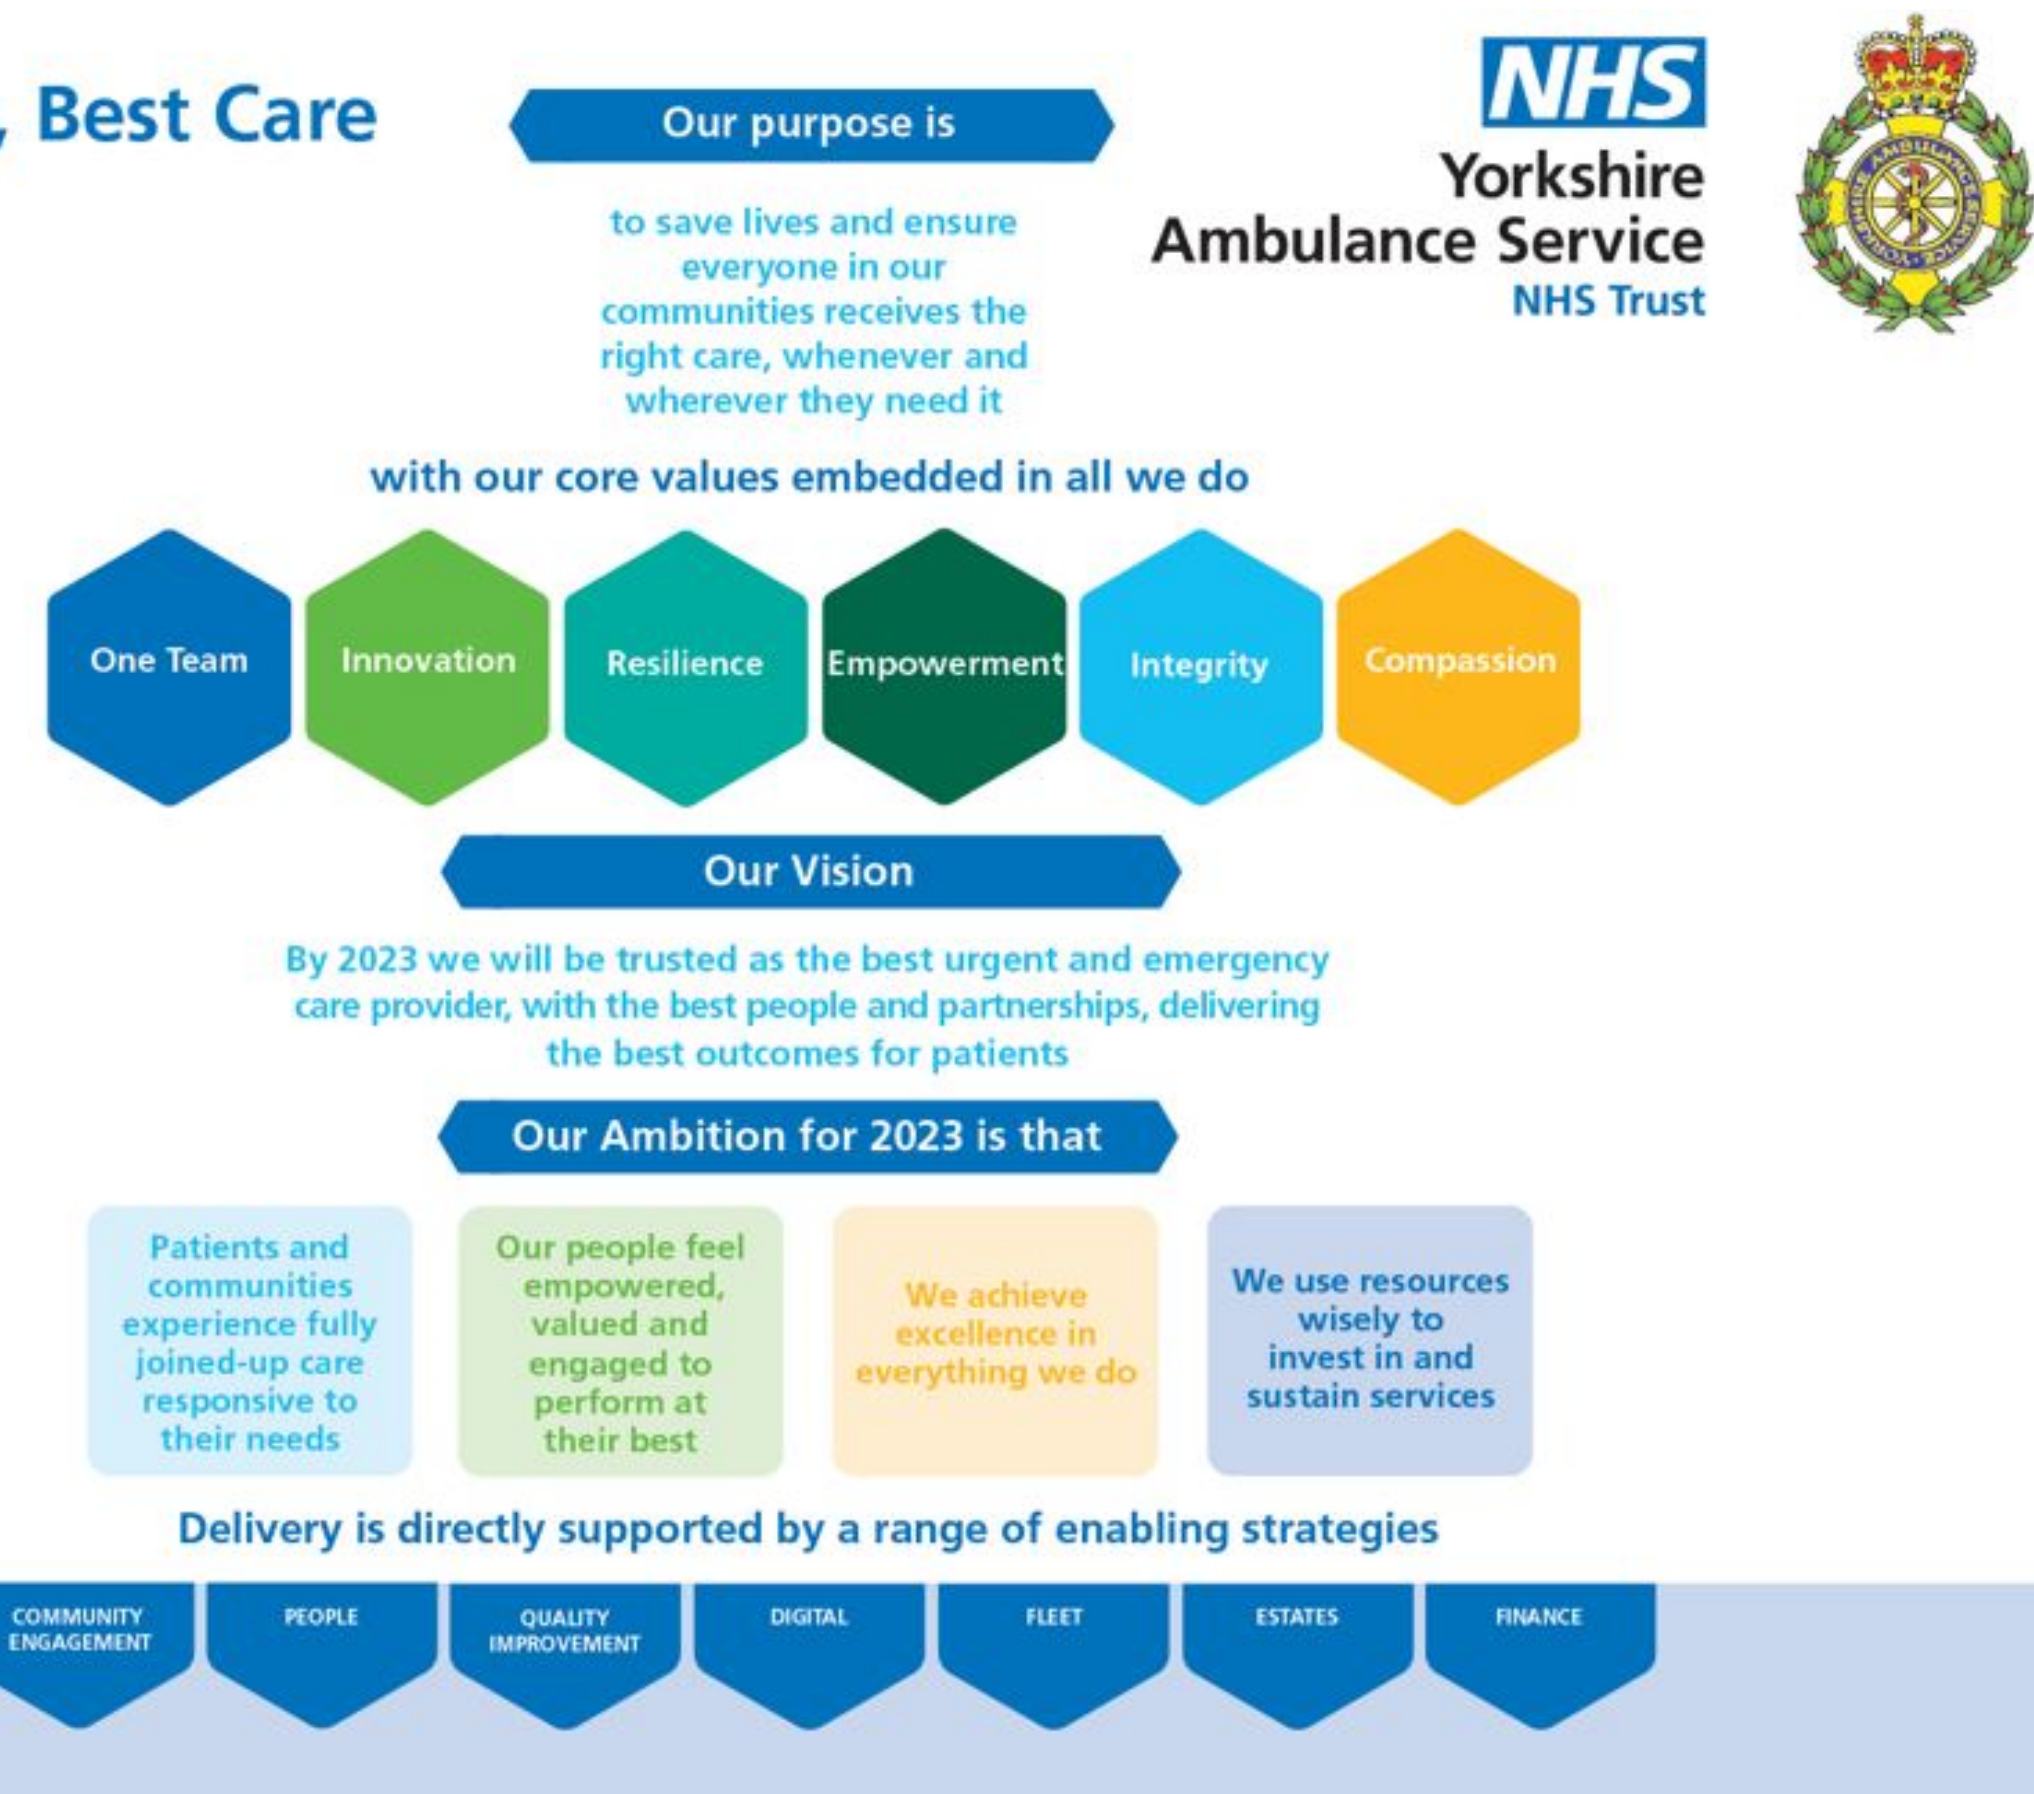 , Best Care
Our purpose is
to save lives and ensure
everyone in our
communities receives the
right care, whenever and
wherever they need it
NHS
Yorkshire
Ambulance Service
NHS Trust
YORKSHIRE AMBULANCE SERVICE
with our core values embedded in all we do
One Team
Innovation
Resilience
Empowerment
Integrity
Compassion
Our Vision
By 2023 we will be trusted as the best urgent and emergency
care provider, with the best people and partnerships, delivering
the best outcomes for patients
Our Ambition for 2023 is that
Patients and
communities
experience fully
joined-up care
responsive to
their needs
Our people feel
empowered,
valued and
engaged to
perform at
their best
We achieve
excellence in
everything we do
We use resources
wisely to
invest in and
sustain services
Delivery is directly supported by a range of enabling strategies
COMMUNITY
ENGAGEMENT
PEOPLE
QUALITY
IMPROVEMENT
DIGITAL
FLEET
ESTATES
FINANCE